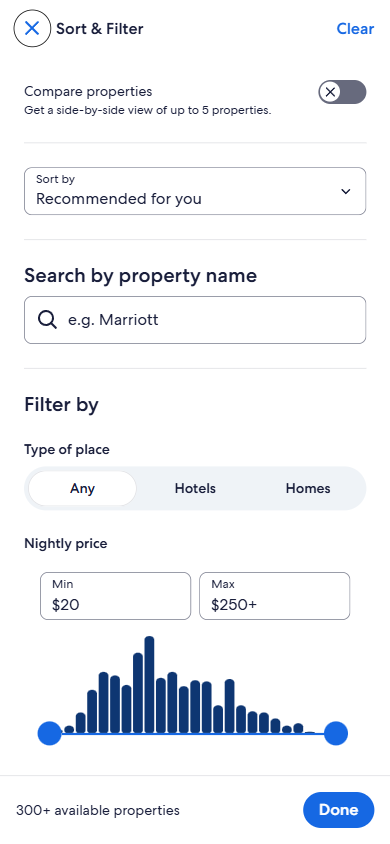 Sort & Filter
Clear
Compare properties
Get a side-by-side view of up to 5 properties.
Sort by
Recommended for you
Search by property name
e.g. Marriott
Filter by
Type of place
Any
Hotels
Homes
Nightly price
Min
$20
Max
$250+
300+ available properties
Done